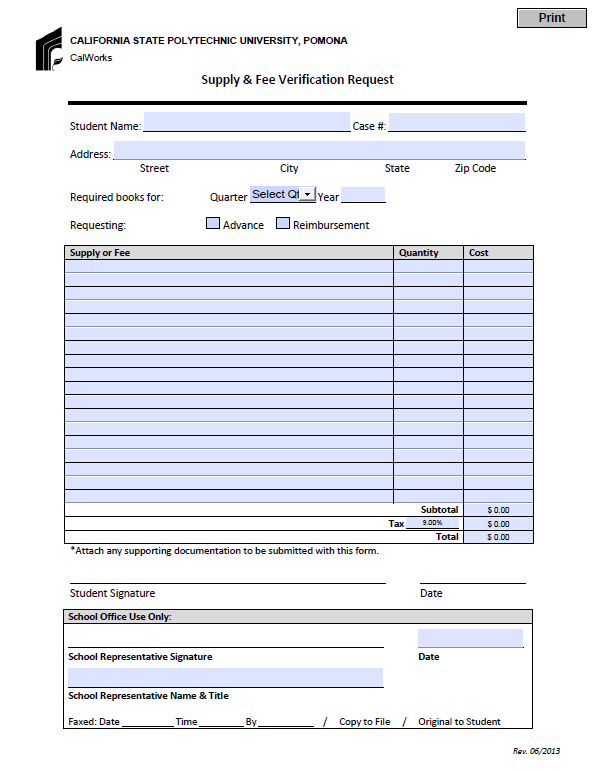 Print
CALIFORNIA STATE POLYTECHNIC UNIVERSITY, POMONA
CalWorks
Supply & Fee Verification Request
Student Name: Case #:
Address:
Street City State Zip Code
Required books for: Quarter Select Qt Year
Requesting: Advance Reimbursement
Supply or Fee Quantity Cost
Subtotal $ 0.00
Tax 9.00% $ 0.00
Total $ 0.00
*Attach any supporting documentation to be submitted with this form.
Student Signature Date
School Office Use Only:
School Representative Signature Date
School Representative Name & Title
Faxed: Date Time By / Copy to File / Original to Student
Rev. 06/2013